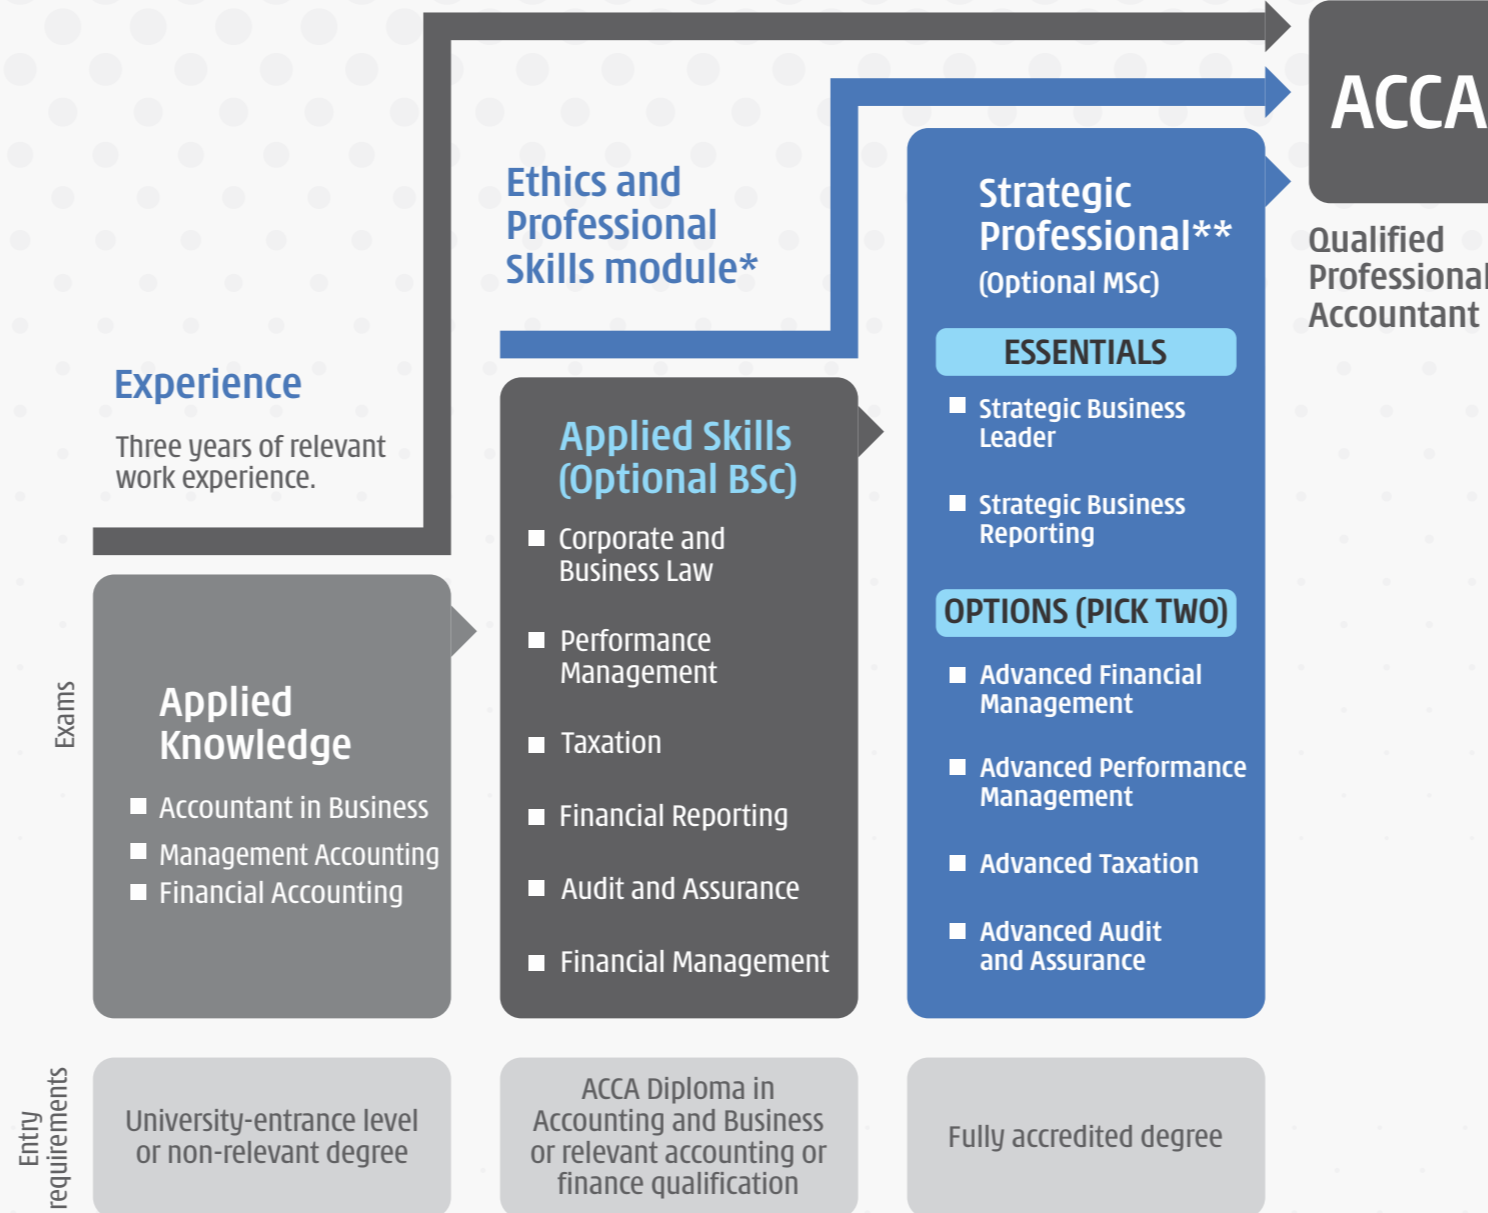 ACCA
Qualified
Professional
Accountant
Experience
Three years of relevant
work experience.
Ethics and
Professional
Skills module*
Exams
Applied
Knowledge
Accountant in Business
Management Accounting
Financial Accounting
Applied Skills
(Optional BSc)
Corporate and
Business Law
Performance
Management
Taxation
Financial Reporting
Audit and Assurance
Financial Management
Strategic
Professional**
(Optional MSc)
ESSENTIALS
Strategic Business
Leader
Strategic Business
Reporting
OPTIONS (PICK TWO)
Advanced Financial
Management
Advanced Performance
Management
Advanced Taxation
Advanced Audit
and Assurance
Entry
requirements
University-entrance level
or non-relevant degree
ACCA Diploma in
Accounting and Business
or relevant accounting or
finance qualification
Fully accredited degree